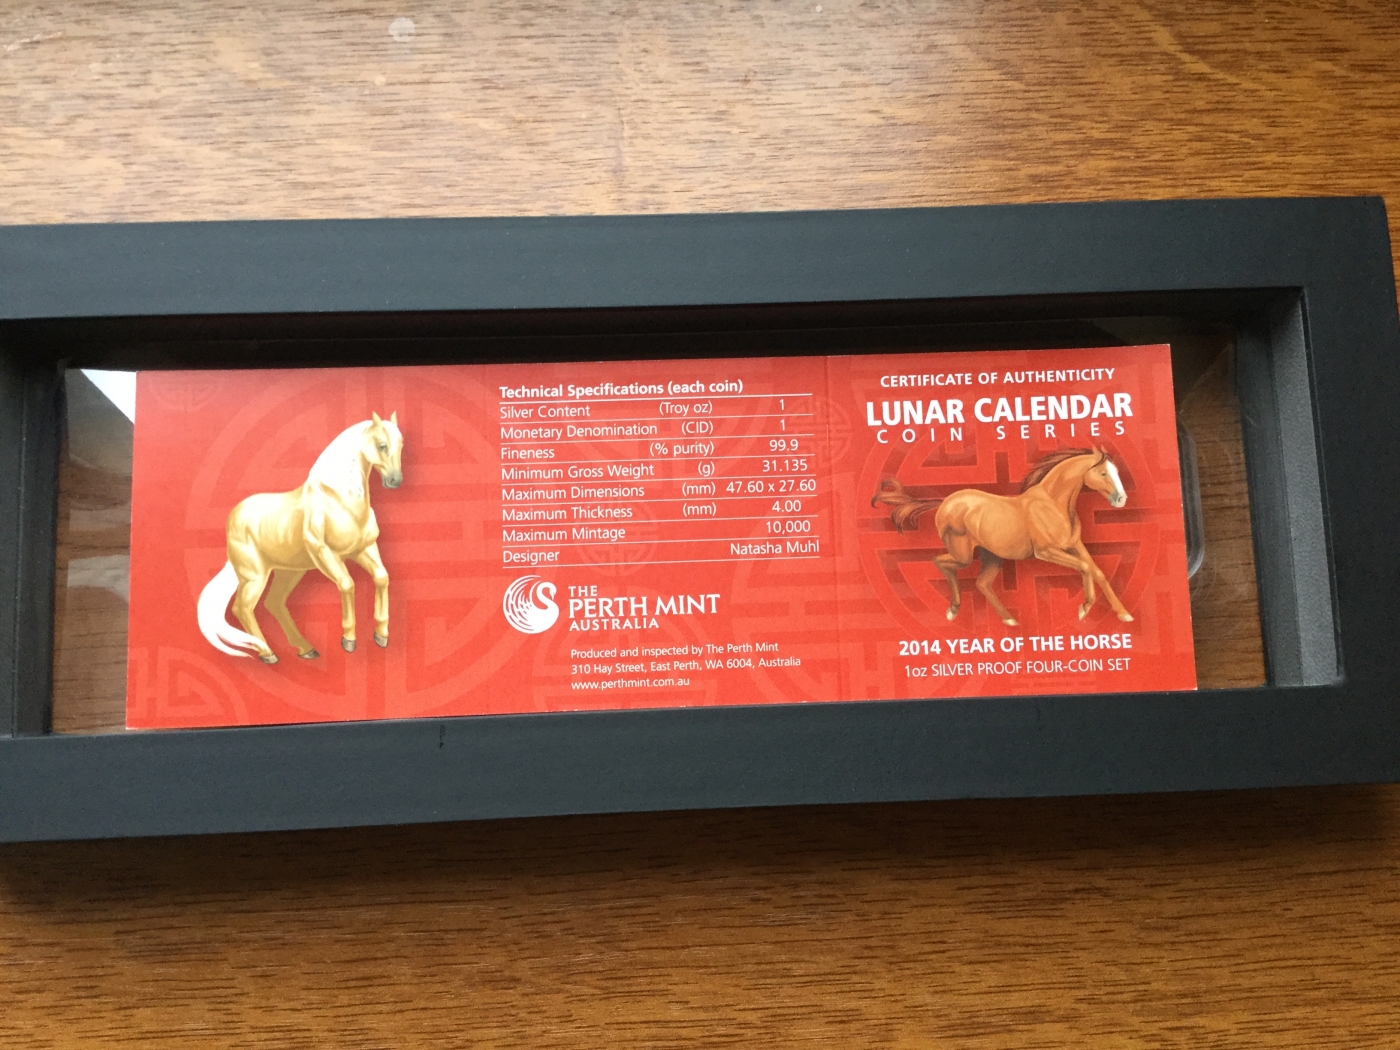 Technical Specifications (each coin)
Silver Content (Troy oz) 1
Monetary Denomination (CID) 1
Fineness (% purity) 99.9
Minimum Gross Weight (g) 31.135
Maximum Dimensions (mm) 47.60 x 27.60
Maximum Thickness (mm) 4.00
Maximum Mintage 10,000
Designer Natasha Muhl
THE
PERTH MINT
AUSTRALIA
Produced and inspected by The Perth Mint
310 Hay Street, East Perth, WA 6004, Australia
www.perthmint.com.au
CERTIFICATE OF AUTHENTICITY
LUNAR CALENDAR
COIN SERIES
2014 YEAR OF THE HORSE
1oz SILVER PROOF FOUR-COIN SET